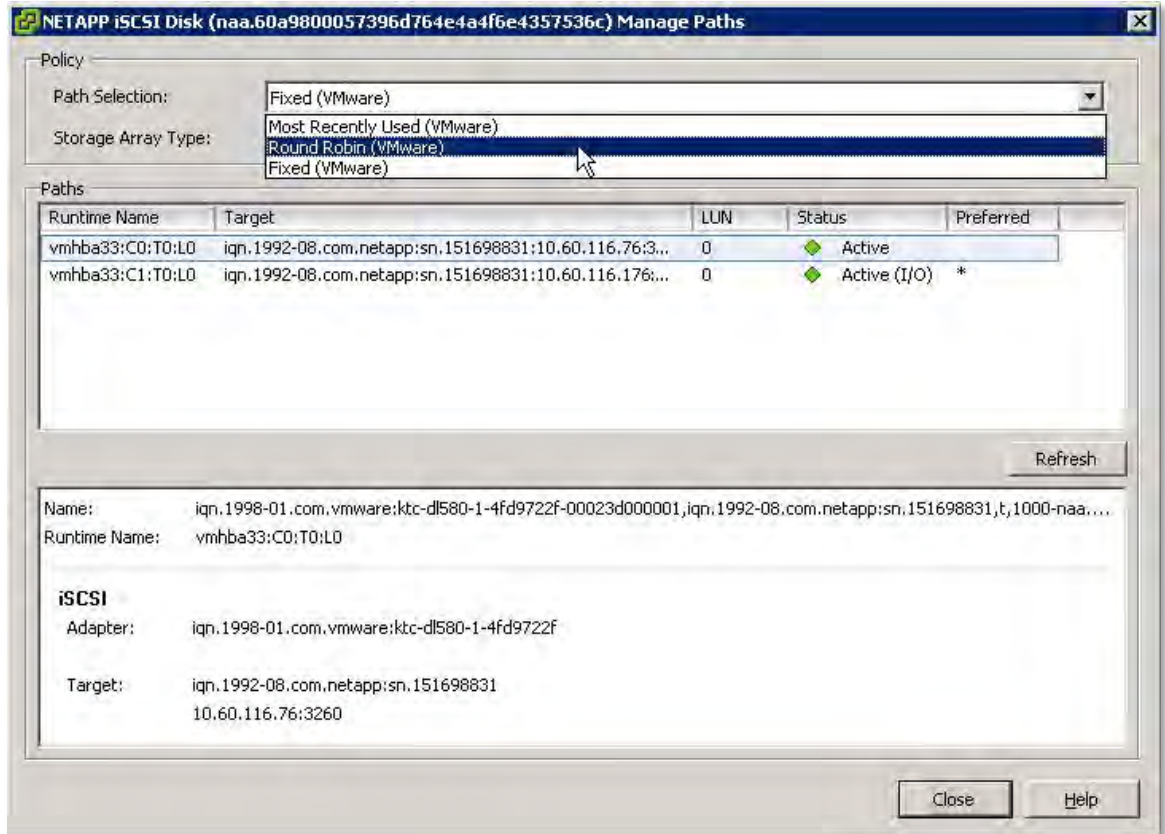 NETAPP iSCSI Disk (naa.60a9800057396d764e4a4f6e4357536c) Manage Paths
Policy
Path Selection: Fixed (VMware)
Most Recently Used (VMware)
Storage Array Type: Round Robin (VMware)
Fixed (VMware)
Paths
Runtime Name Target LUN Status Preferred
vmhba33:C0:T0:L0 iqn.1992-08.com.netapp:sn.151698831:10.60.116.76:3... 0 Active
vmhba33:C1:T0:L0 iqn.1992-08.com.netapp:sn.151698831:10.60.116.176:... 0 Active (I/O) *
Refresh
Name: iqn.1998-01.com.vmware:ktc-dl580-1-4fd9722f-00023d000001,iqn.1992-08.com.netapp:sn.151698831,t,1000-naa....
Runtime Name: vmhba33:C0:T0:L0
iSCSI
Adapter: iqn.1998-01.com.vmware:ktc-dl580-1-4fd9722f
Target: iqn.1992-08.com.netapp:sn.151698831
10.60.116.76:3260
Close Help